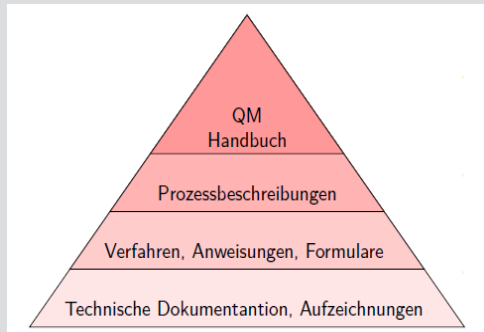 QM
Handbuch
Prozessbeschreibungen
Verfahren, Anweisungen, Formulare
Technische Dokumentantion, Aufzeichnungen